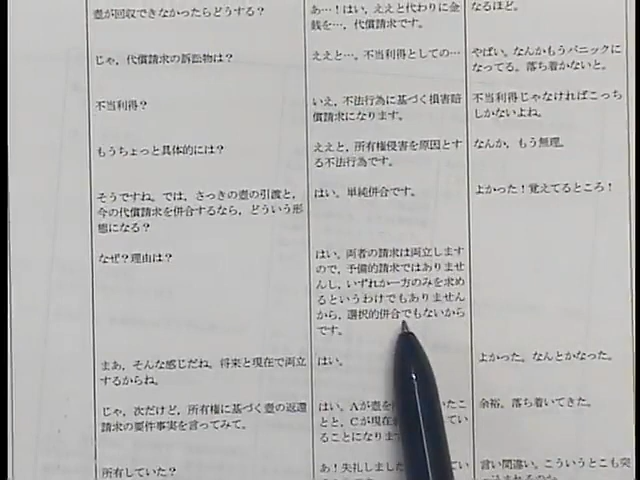 壺が回収できなかったらどうする？
あ…！はい，ええと代わりに金
銭を…，代償請求です。
なるほど。
じゃ，代償請求の訴訟物は？
ええと…，不当利得としての…
やばい。なんかもうパニックに
なってる。落ち着かないと。
不当利得？
いえ，不法行為に基づく損害賠
償請求になります。
不当利得じゃなければこっち
しかないよね。
もうちょっと具体的には？
ええと，所有権侵害を原因とす
る不法行為です。
なんか，もう無理。
そうですね。では，さっきの壺の引渡と，
今の代償請求を併合するなら，どういう形
態になる？
はい。単純併合です。
よかった！覚えてるところ！
なぜ？理由は？
はい。両者の請求は両立します
ので，予備的請求ではありませ
んし，いずれか一方のみを求め
るというわけでもありません
から，選択的併合でもないから
です。
まあ，そんな感じだね。将来と現在で両立
するからね。
はい。
よかった。なんとかなった。
じゃ，次だけど，所有権に基づく壺の返還
請求の要件事実を言ってみて。
はい。Aが壺を
たこ
とと，Cが現在
てい
ることになりま
余裕。落ち着いてきた。
所有していた？
あ！失礼しました
てい
言い間違い。こういうとこも突